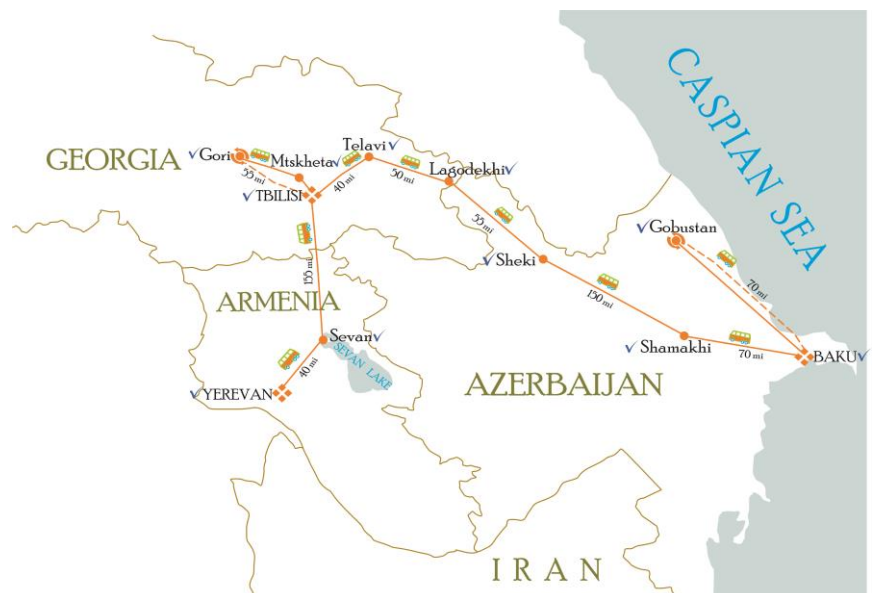 CASPIAN SEA
GEORGIA
Gori
Mtskheta
Telavi
Lagodekhi
55 mi
TBILISI
40 mi
50 mi
55 mi
Gobustan
Sheki
70 mi
155 mi
150 mi
ARMENIA
Sevan
SEVAN LAKE
40 mi
YEREVAN
Shamakhi
70 mi
BAKU
AZERBAIJAN
IRAN